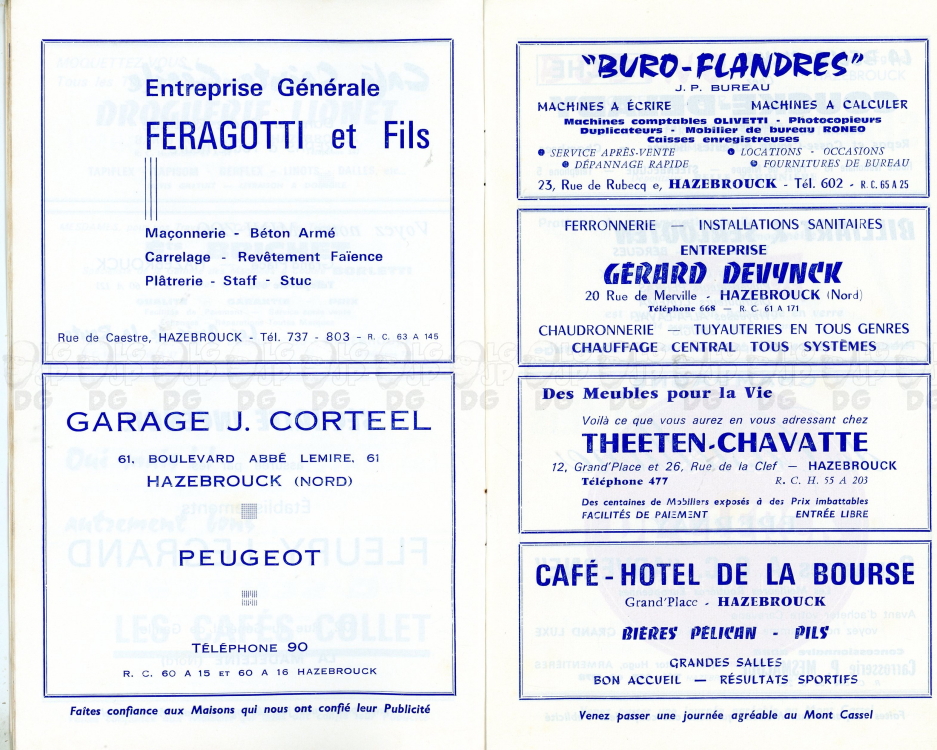 Entreprise Générale
FERAGOTTI et Fils
Maçonnerie - Béton Armé
Carrelage - Revêtement Faïence
Plâtrerie - Staff - Stuc
Rue de Caestre, HAZEBROUCK - Tél. 737 - 803 - R. C. 63 A 145
GARAGE J. CORTEEL
61, BOULEVARD ABBÉ LEMIRE, 61
HAZEBROUCK (NORD)
PEUGEOT
TÉLÉPHONE 90
R. C. 60 A 15 ET 60 A 16 HAZEBROUCK
Faites confiance aux Maisons qui nous ont confié leur Publicité
"BURO-FLANDRES"
J. P. BUREAU
MACHINES A ÉCRIRE MACHINES A CALCULER
Machines comptables OLIVETTI - Photocopieurs
Duplicateurs - Mobilier de bureau RONEO
Caisses enregistreuses
SERVICE APRÈS-VENTE LOCATIONS - OCCASIONS
DÉPANNAGE RAPIDE FOURNITURES DE BUREAU
23, Rue de Rubecq e, HAZEBROUCK - Tél. 602 - R. C. 65 A 25
FERRONNERIE — INSTALLATIONS SANITAIRES
ENTREPRISE
GÉRARD DEVYNCK
20 Rue de Merville - HAZEBROUCK (Nord)
Téléphone 668 — R. C. 61 A 171
CHAUDRONNERIE — TUYAUTERIES EN TOUS GENRES
CHAUFFAGE CENTRAL TOUS SYSTÈMES
Des Meubles pour la Vie
Voilà ce que vous aurez en vous adressant chez
THEETEN-CHAVATTE
12, Grand'Place et 26, Rue de la Clef — HAZEBROUCK
Téléphone 477 R. C. H. 55 A 203
Des centaines de Mobiliers exposés à des Prix imbattables
FACILITÉS DE PAIEMENT ENTRÉE LIBRE
CAFÉ - HOTEL DE LA BOURSE
Grand'Place - HAZEBROUCK
BIÈRES PÉLICAN - PILS
GRANDES SALLES
BON ACCUEIL — RÉSULTATS SPORTIFS
Venez passer une journée agréable au Mont Cassel